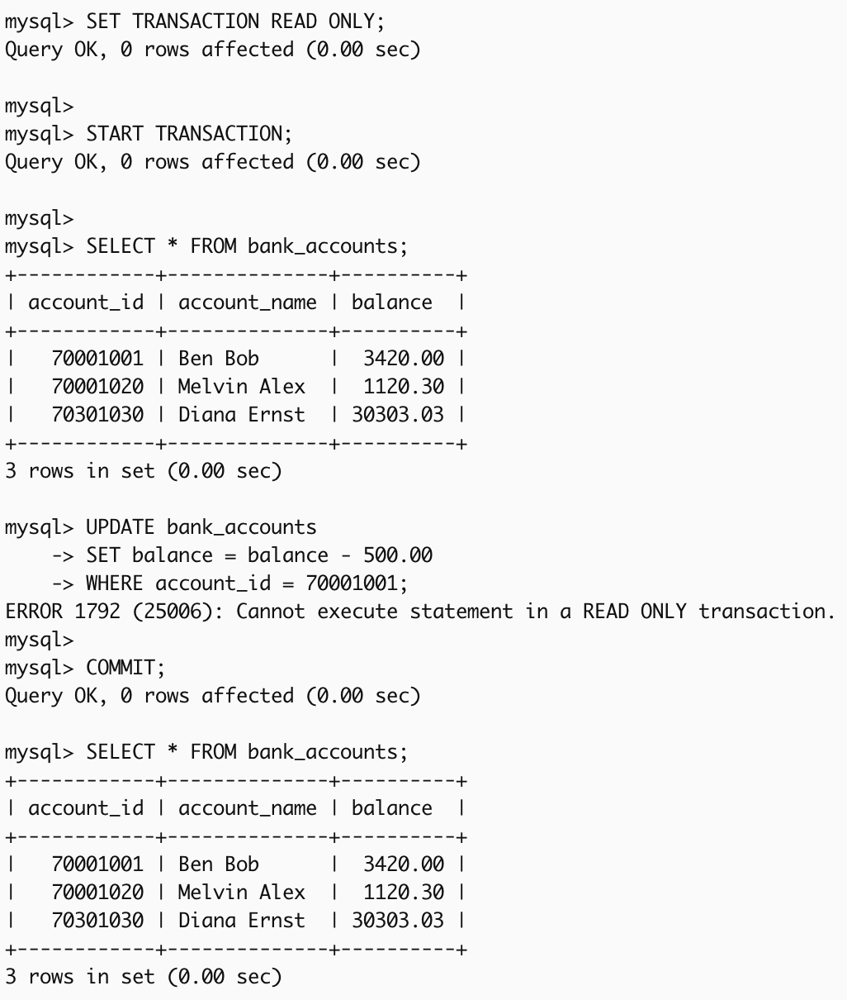 mysql> SET TRANSACTION READ ONLY;
Query OK, 0 rows affected (0.00 sec)

mysql>
mysql> START TRANSACTION;
Query OK, 0 rows affected (0.00 sec)

mysql>
mysql> SELECT * FROM bank_accounts;
+------------+--------------+----------+
| account_id | account_name | balance  |
+------------+--------------+----------+
|   70001001 | Ben Bob      |  3420.00 |
|   70001020 | Melvin Alex  |  1120.30 |
|   70301030 | Diana Ernst  | 30303.03 |
+------------+--------------+----------+
3 rows in set (0.00 sec)

mysql> UPDATE bank_accounts
    -> SET balance = balance - 500.00
    -> WHERE account_id = 70001001;
ERROR 1792 (25006): Cannot execute statement in a READ ONLY transaction.
mysql>
mysql> COMMIT;
Query OK, 0 rows affected (0.00 sec)

mysql> SELECT * FROM bank_accounts;
+------------+--------------+----------+
| account_id | account_name | balance  |
+------------+--------------+----------+
|   70001001 | Ben Bob      |  3420.00 |
|   70001020 | Melvin Alex  |  1120.30 |
|   70301030 | Diana Ernst  | 30303.03 |
+------------+--------------+----------+
3 rows in set (0.00 sec)